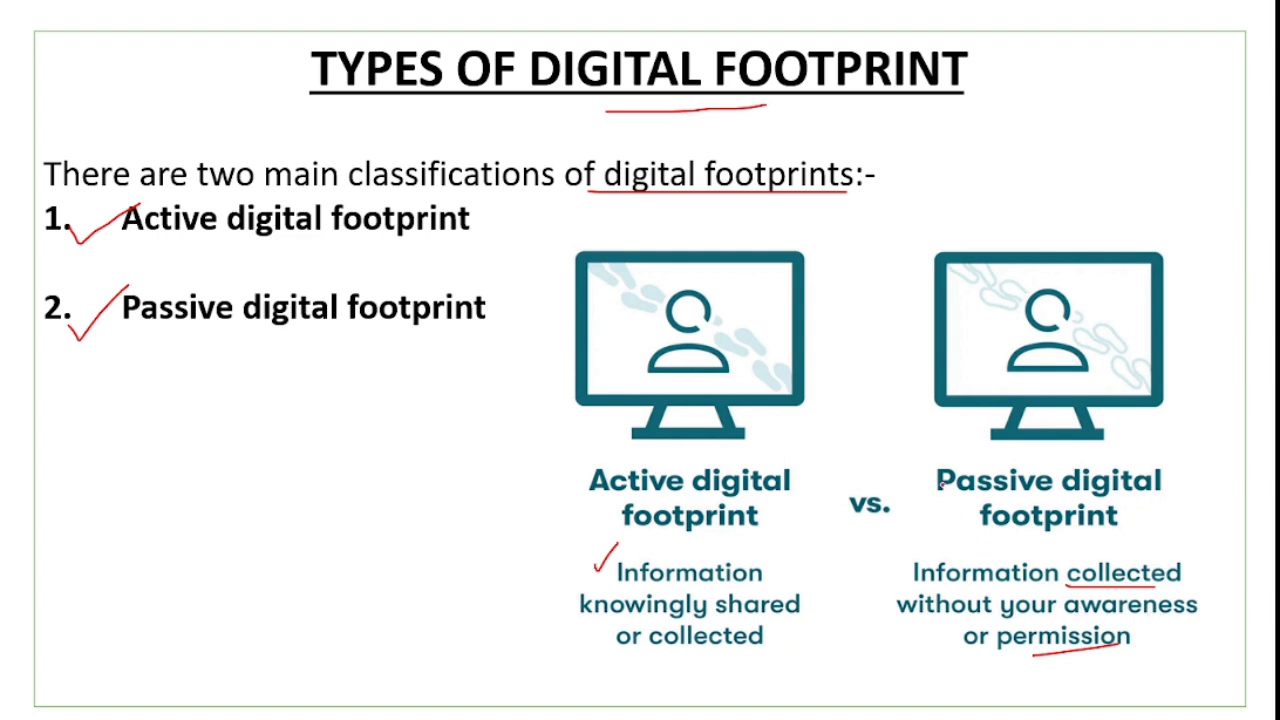 TYPES OF DIGITAL FOOTPRINT
There are two main classifications of digital footprints:-
1. Active digital footprint
2. Passive digital footprint
Active digital
footprint
Information
knowingly shared
or collected
vs.
Passive digital
footprint
Information collected
without your awareness
or permission